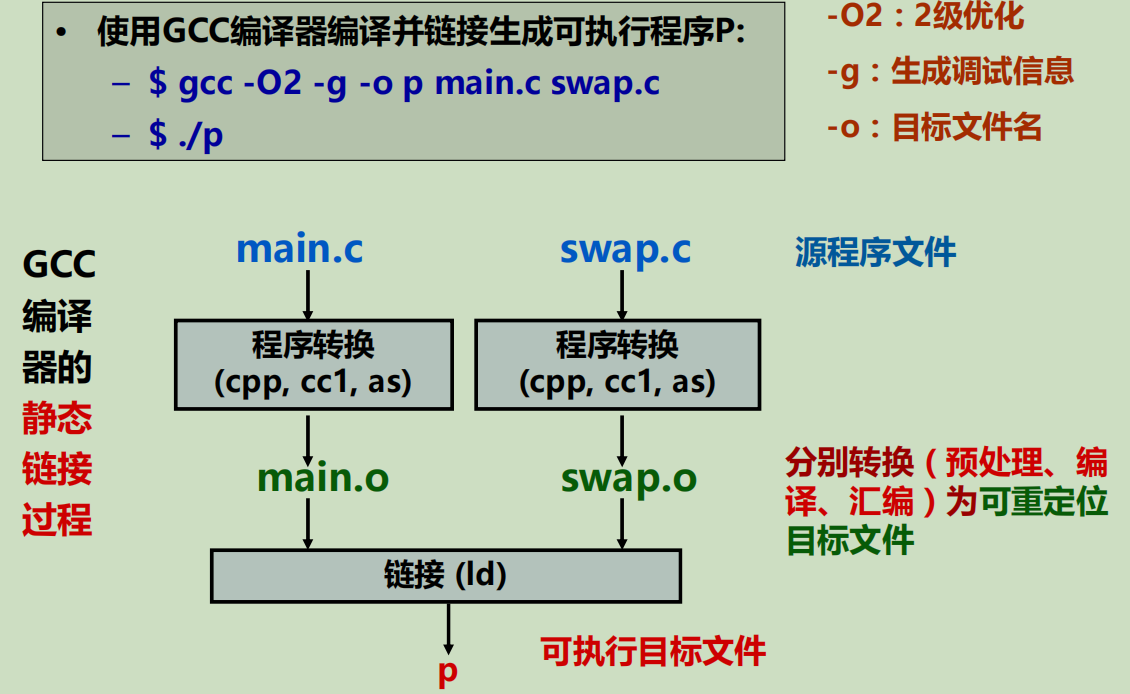 • 使用GCC编译器编译并链接生成可执行程序P:
– $ gcc -O2 -g -o p main.c swap.c
– $ ./p
-O2：2级优化
-g：生成调试信息
-o：目标文件名
GCC
编译
器的
静态
链接
过程
main.c
swap.c
源程序文件
程序转换
(cpp, cc1, as)
程序转换
(cpp, cc1, as)
main.o
swap.o
分别转换（预处理、编
译、汇编）为可重定位
目标文件
链接 (ld)
可执行目标文件
p